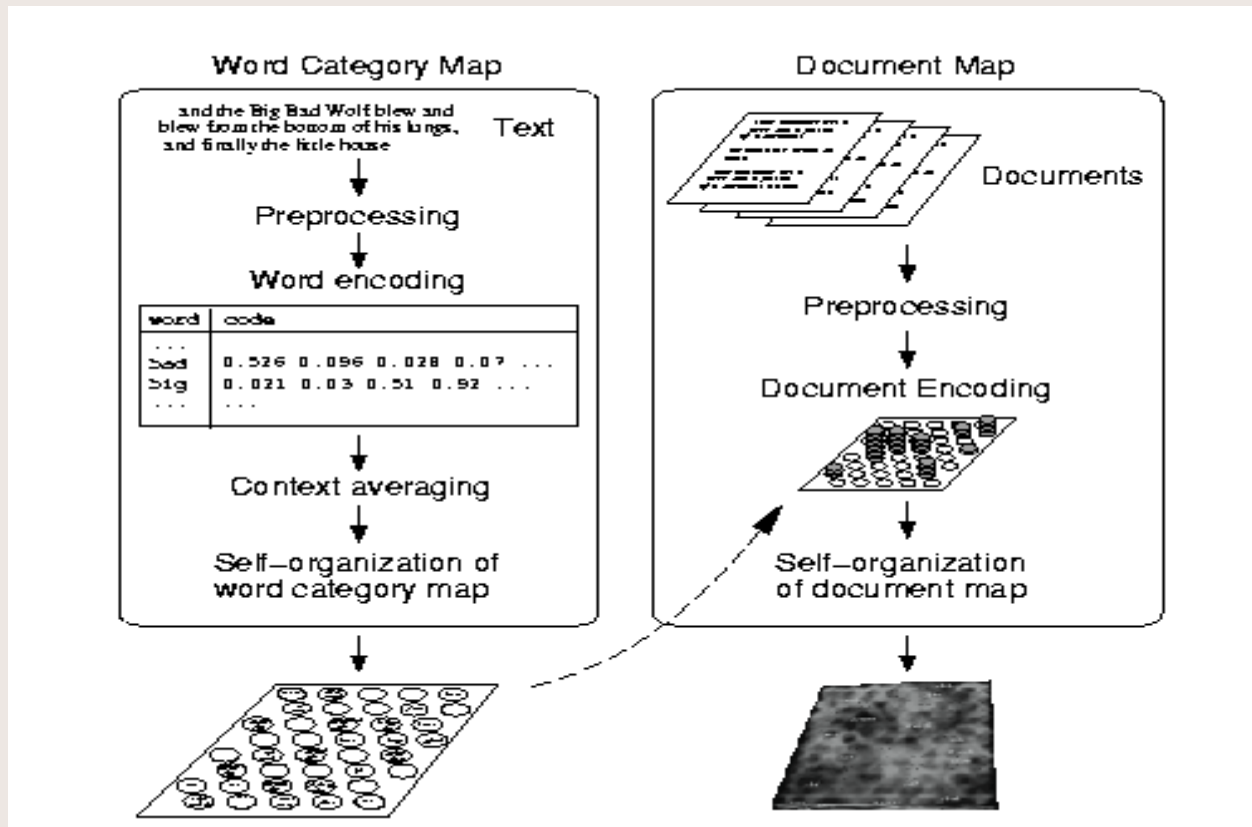 Word Category Map
and the Big Bad Wolf blew and
blew from the bottom of his lungs,
and finally the little house
Text
Preprocessing
Word encoding
word code
...
bad 0.526 0.096 0.028 0.07 ...
big 0.021 0.03 0.51 0.92 ...
... ...
Context averaging
Self-organization of
word category map
Document Map
Documents
Preprocessing
Document Encoding
Self-organization
of document map